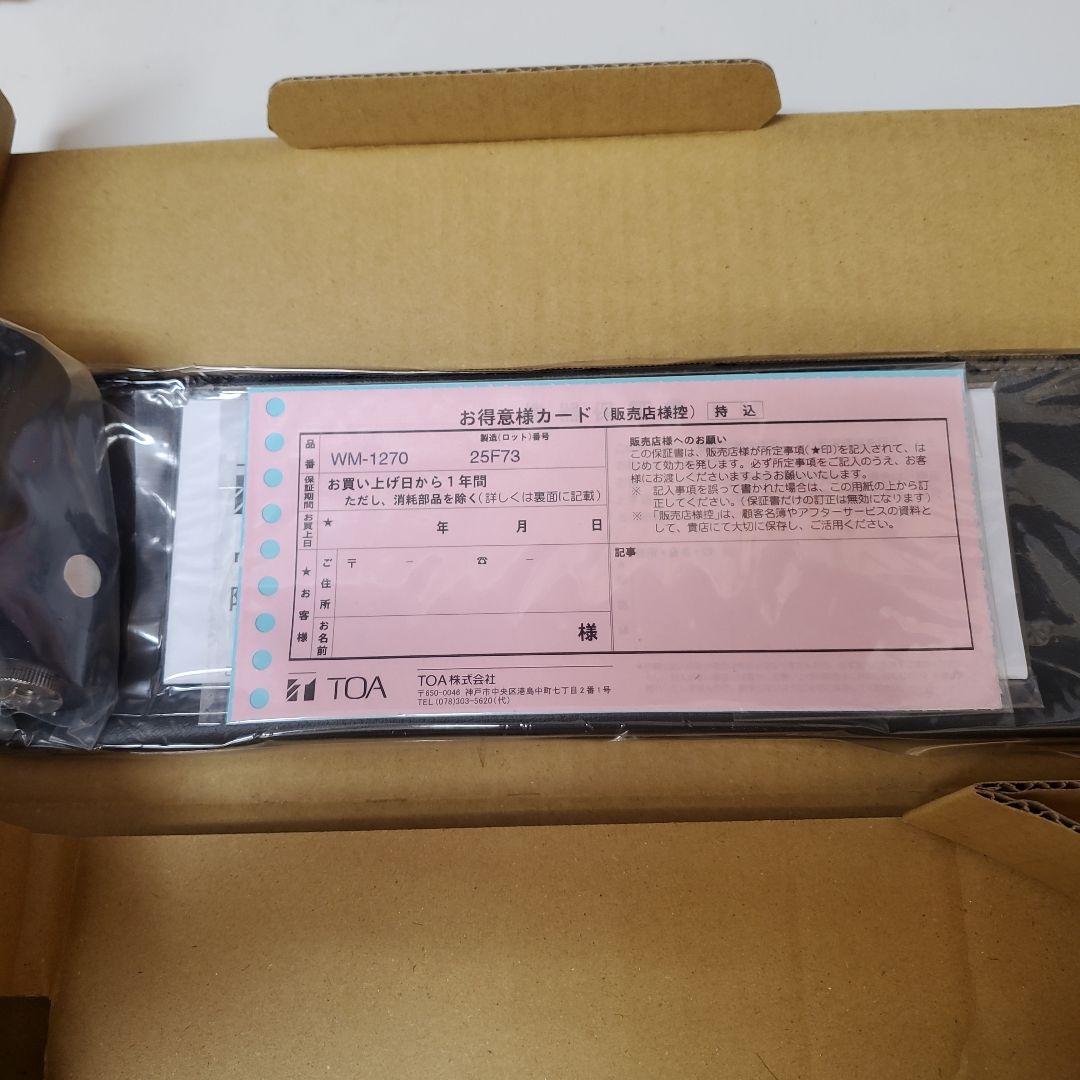 お得意様カード（販売店様控） 持込
品番
製造(ロット)番号
WM-1270 25F73
保証期間
お買い上げ日から１年間
ただし、消耗部品を除く(詳しくは裏面に記載)
お買上日
★ 年 月 日
★お客様
ご住所
〒 － ☎ －
お名前
様
販売店様へのお願い
この保証書は、販売店様が所定事項(★印)を記入されて、は
じめて効力を発します。必ず所定事項をご記入のうえ、お客
様にお渡しくださいますようお願いいたします。
※ 記入事項を誤って書かれた場合は、この用紙の上から訂
正してください。（保証書だけの訂正は無効になります）
※「販売店様控」は、顧客名簿やアフターサービスの資料と
して、貴店にて大切に保存し、ご活用ください。
記事
TOA
TOA株式会社
〒650-0046 神戸市中央区港島中町七丁目２番１号
TEL (078)303-5620(代)